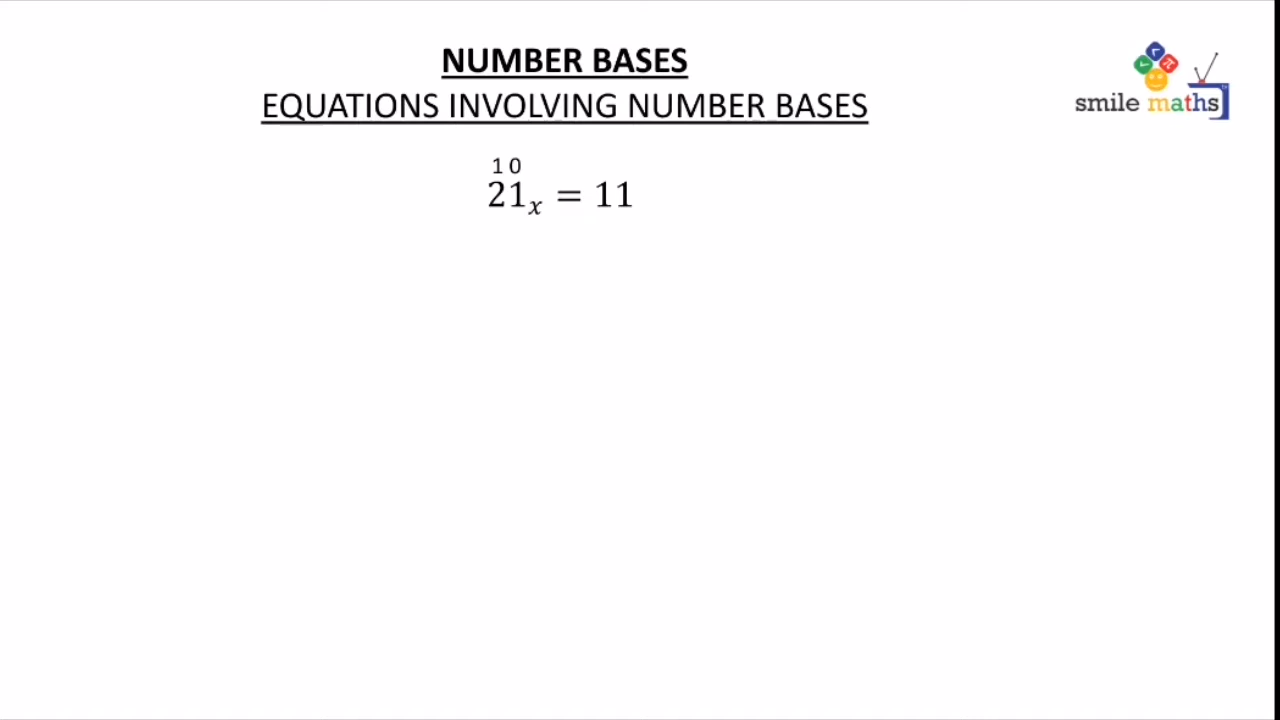 NUMBER BASES
EQUATIONS INVOLVING NUMBER BASES
smile maths
1 0
21ₓ = 11